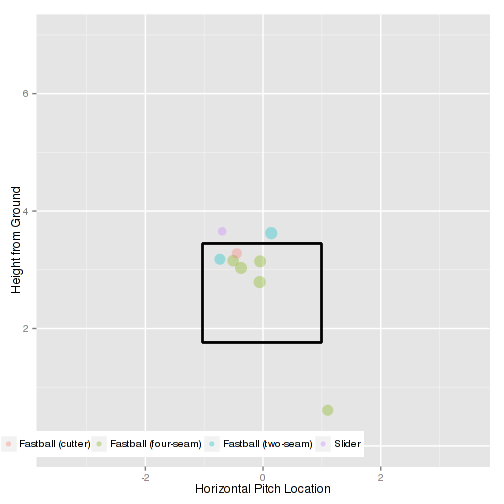 6
4
2
Height from Ground
Fastball (cutter) Fastball (four-seam) Fastball (two-seam) Slider
-2 0 2
Horizontal Pitch Location